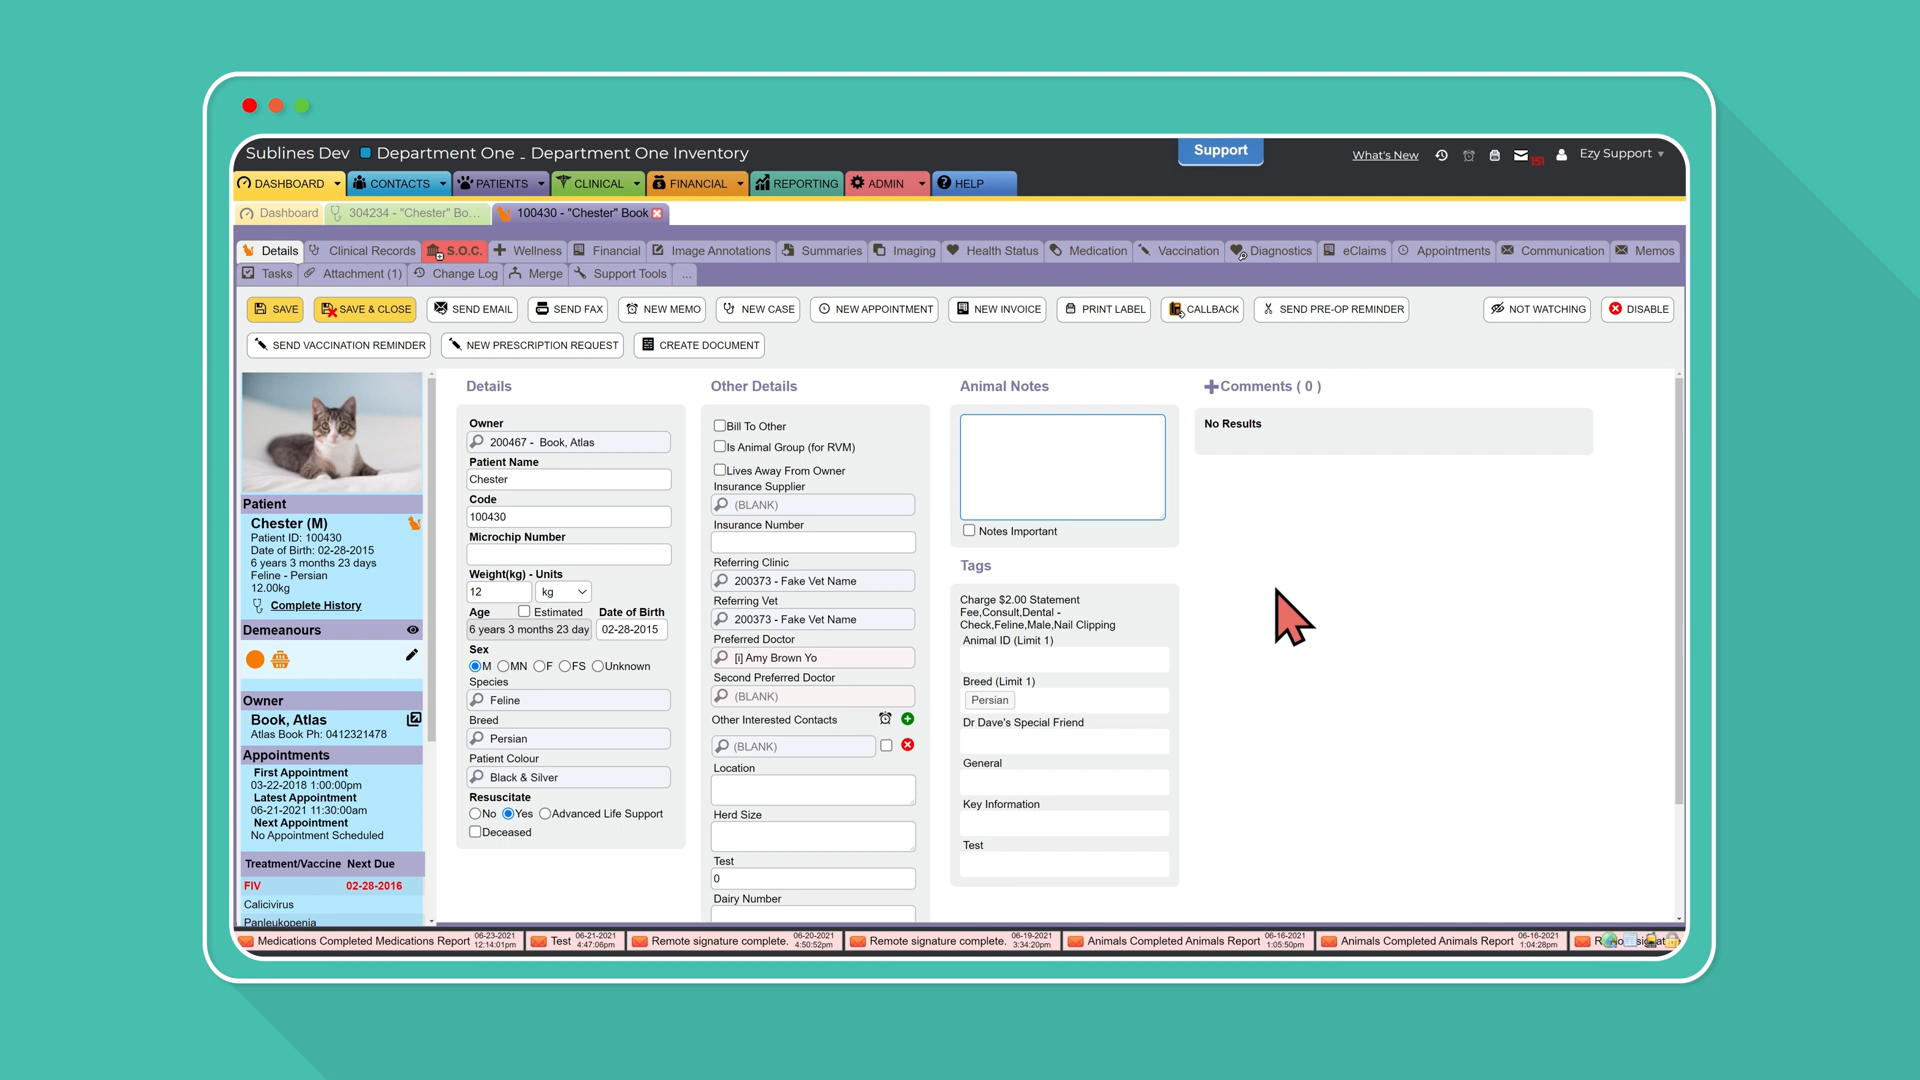 Sublines Dev Department One _ Department One Inventory
Support
What's New
151
Ezy Support
DASHBOARD
CONTACTS
PATIENTS
CLINICAL
FINANCIAL
REPORTING
ADMIN
HELP
Dashboard
304234 - "Chester" Bo...
100430 - "Chester" Book
Details
Clinical Records
S.O.C.
Wellness
Financial
Image Annotations
Summaries
Imaging
Health Status
Medication
Vaccination
Diagnostics
eClaims
Appointments
Communication
Memos
Tasks
Attachment (1)
Change Log
Merge
Support Tools
...
SAVE
SAVE & CLOSE
SEND EMAIL
SEND FAX
NEW MEMO
NEW CASE
NEW APPOINTMENT
NEW INVOICE
PRINT LABEL
CALLBACK
SEND PRE-OP REMINDER
NOT WATCHING
DISABLE
SEND VACCINATION REMINDER
NEW PRESCRIPTION REQUEST
CREATE DOCUMENT
Patient
Chester (M)
Patient ID: 100430
Date of Birth: 02-28-2015
6 years 3 months 23 days
Feline - Persian
12.00kg
Complete History
Demeanours
Owner
Book, Atlas
Atlas Book Ph: 0412321478
Appointments
First Appointment
03-22-2018 1:00:00pm
Latest Appointment
06-21-2021 11:30:00am
Next Appointment
No Appointment Scheduled
Treatment/Vaccine Next Due
FIV 02-28-2016
Calicivirus
Panleukopenia
Details
Owner
200467 - Book, Atlas
Patient Name
Chester
Code
100430
Microchip Number
Weight(kg) - Units
12 kg
Age Estimated Date of Birth
6 years 3 months 23 day 02-28-2015
Sex
M MN F FS Unknown
Species
Feline
Breed
Persian
Patient Colour
Black & Silver
Resuscitate
No Yes Advanced Life Support
Deceased
Other Details
Bill To Other
Is Animal Group (for RVM)
Lives Away From Owner
Insurance Supplier
(BLANK)
Insurance Number
Referring Clinic
200373 - Fake Vet Name
Referring Vet
200373 - Fake Vet Name
Preferred Doctor
[i] Amy Brown Yo
Second Preferred Doctor
(BLANK)
Other Interested Contacts
(BLANK)
Location
Herd Size
Test
0
Dairy Number
Animal Notes
Notes Important
Tags
Charge $2.00 Statement
Fee,Consult,Dental -
Check,Feline,Male,Nail Clipping
Animal ID (Limit 1)
Breed (Limit 1)
Persian
Dr Dave's Special Friend
General
Key Information
Test
Comments ( 0 )
No Results
Medications Completed Medications Report 06-23-2021 12:14:01pm
Test 06-21-2021 4:47:06pm
Remote signature complete. 06-20-2021 4:50:52pm
Remote signature complete. 06-19-2021 3:34:20pm
Animals Completed Animals Report 06-16-2021 1:05:50pm
Animals Completed Animals Report 06-16-2021 1:04:28pm